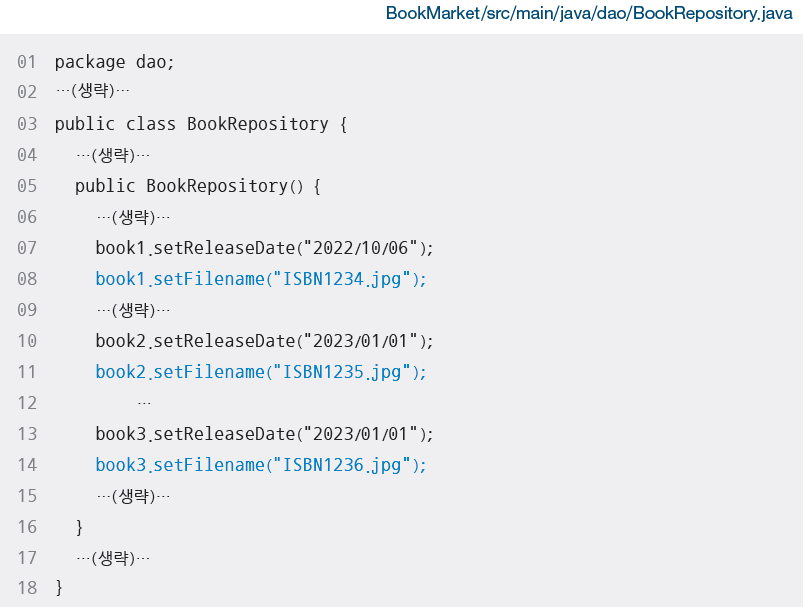 BookMarket/src/main/java/dao/BookRepository.java
01 package dao;
02 …(생략)…
03 public class BookRepository {
04 …(생략)…
05 public BookRepository() {
06 …(생략)…
07 book1.setReleaseDate("2022/10/06");
08 book1.setFilename("ISBN1234.jpg");
09 …(생략)…
10 book2.setReleaseDate("2023/01/01");
11 book2.setFilename("ISBN1235.jpg");
12 …
13 book3.setReleaseDate("2023/01/01");
14 book3.setFilename("ISBN1236.jpg");
15 …(생략)…
16 }
17 …(생략)…
18 }